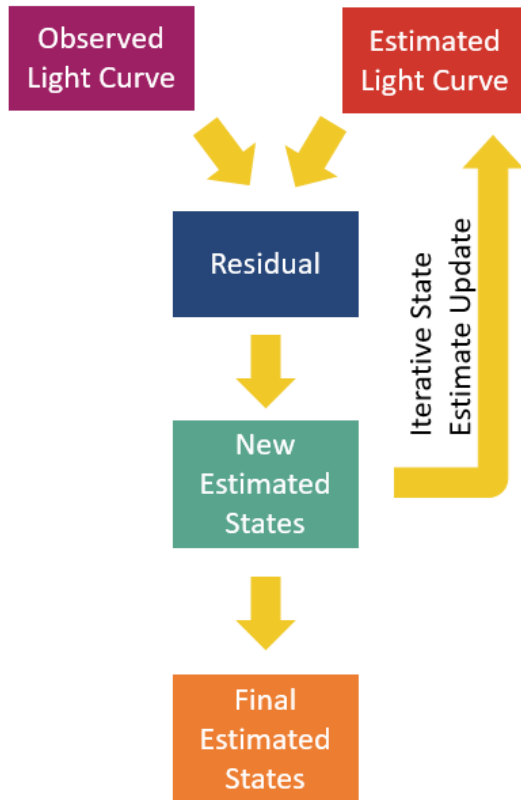 Observed
Light Curve
Estimated
Light Curve
Residual
Iterative State
Estimate Update
New
Estimated
States
Final
Estimated
States